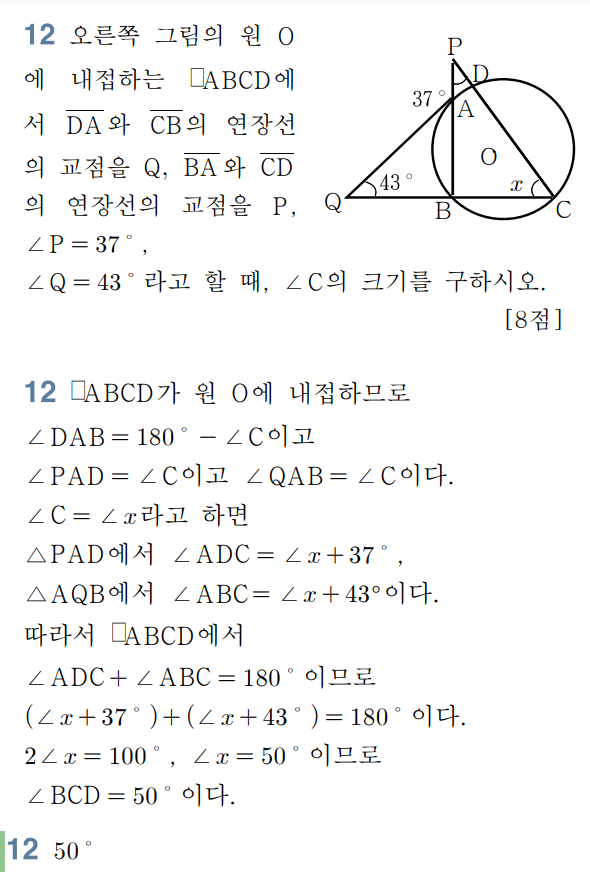 12 오른쪽 그림의 원 O
에 내접하는 □ABCD에
서 DA와 CB의 연장선
의 교점을 Q, BA와 CD
의 연장선의 교점을 P,
∠P=37°,
∠Q=43°라고 할 때, ∠C의 크기를 구하시오.
[8점]
P
D
37°
A
O
43°
x
Q
B
C
12 □ABCD가 원 O에 내접하므로
∠DAB=180°-∠C이고
∠PAD=∠C이고 ∠QAB=∠C이다.
∠C=∠x라고 하면
△PAD에서 ∠ADC=∠x+37°,
△AQB에서 ∠ABC=∠x+43°이다.
따라서 □ABCD에서
∠ADC+∠ABC=180°이므로
(∠x+37°)+(∠x+43°)=180°이다.
2∠x=100°, ∠x=50°이므로
∠BCD=50°이다.
12 50°